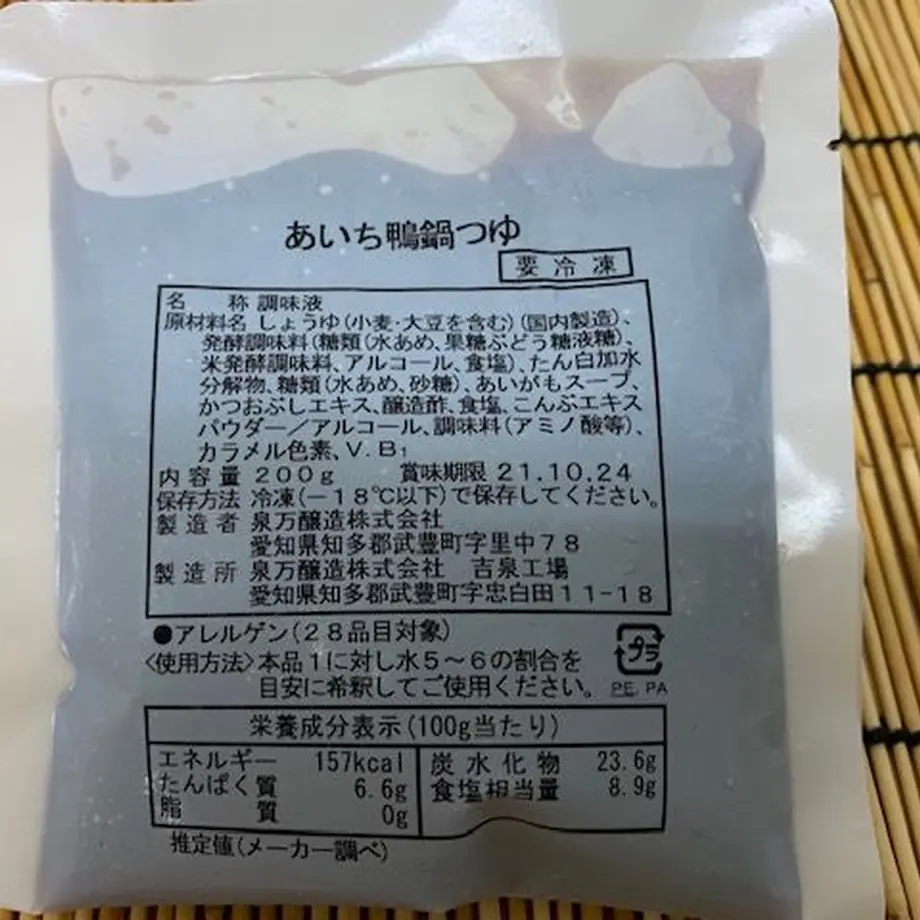 あいち鴨鍋つゆ
要冷凍
名称 調味液
原材料名 しょうゆ(小麦・大豆を含む)(国内製造)、
発酵調味料(糖類(水あめ、果糖ぶどう糖液糖)、
米発酵調味料、アルコール、食塩)、たん白加水
分解物、糖類(水あめ、砂糖)、あいがもスープ、
かつおぶしエキス、醸造酢、食塩、こんぶエキス
パウダー/アルコール、調味料(アミノ酸等)、
カラメル色素、V.B₁
内容量 200g 賞味期限 21.10.24
保存方法 冷凍(-18℃以下)で保存してください。
製造者 泉万醸造株式会社
愛知県知多郡武豊町字里中78
製造所 泉万醸造株式会社 吉泉工場
愛知県知多郡武豊町字忠白田11-18
●アレルゲン(28品目対象)
<使用方法>本品1に対し水5~6の割合を
目安に希釈してご使用ください。
プラ
PE.PA
栄養成分表示(100g当たり)
エネルギー 157kcal 炭水化物 23.6g
たんぱく質 6.6g 食塩相当量 8.9g
脂質 0g
推定値(メーカー調べ)